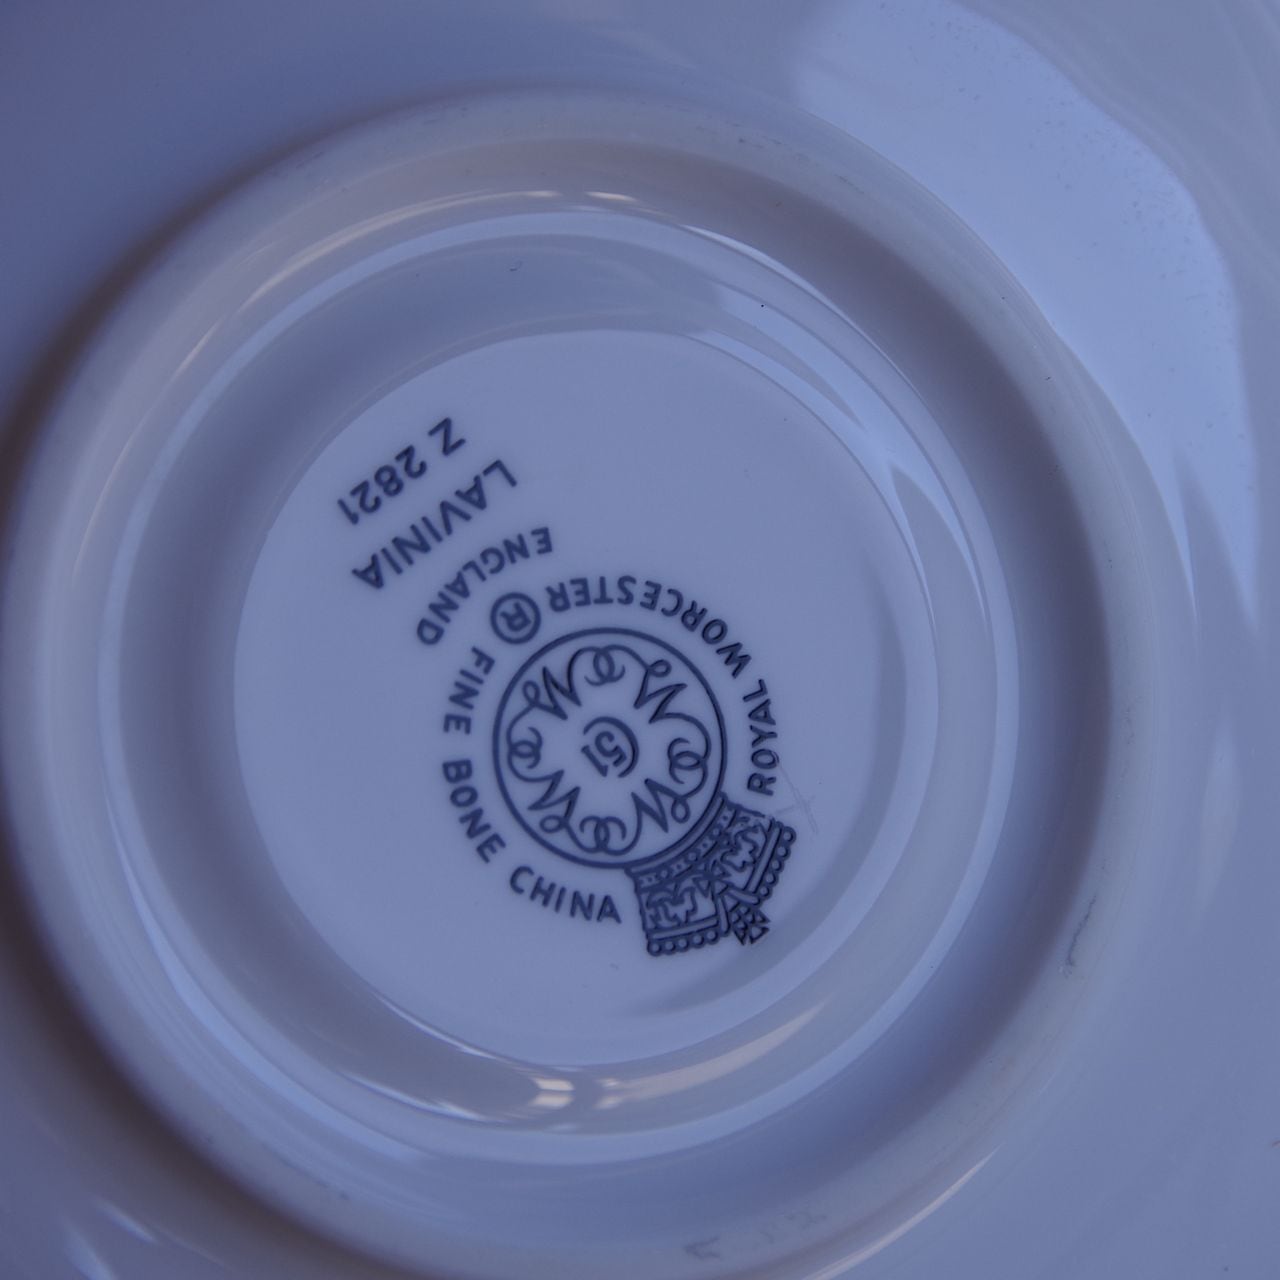 ROYAL WORCESTER ®
FINE BONE CHINA
51
ENGLAND
LAVINIA
Z 2821